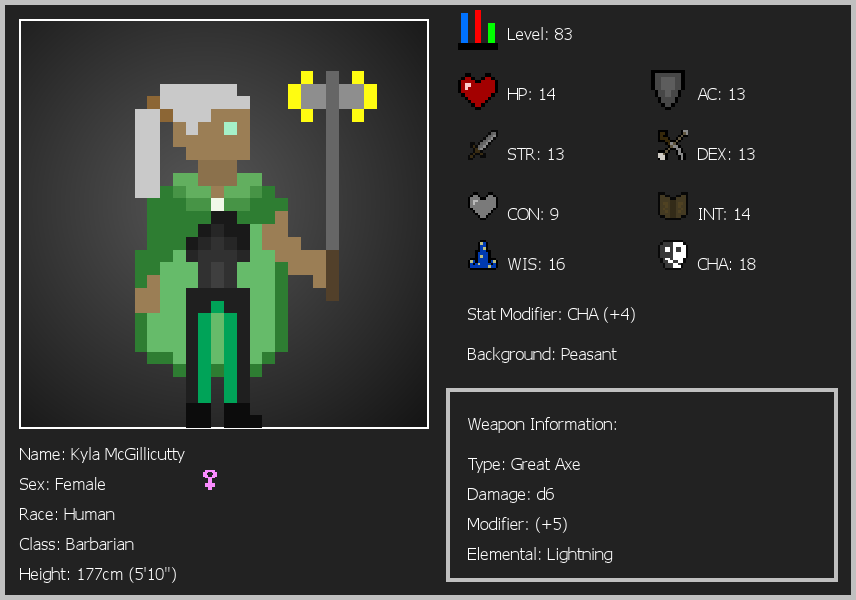 Level: 83
HP: 14
AC: 13
STR: 13
DEX: 13
CON: 9
INT: 14
WIS: 16
CHA: 18
Stat Modifier: CHA (+4)
Background: Peasant
Weapon Information:
Type: Great Axe
Damage: d6
Modifier: (+5)
Elemental: Lightning
Name: Kyla McGillicutty
Sex: Female
Race: Human
Class: Barbarian
Height: 177cm (5'10")